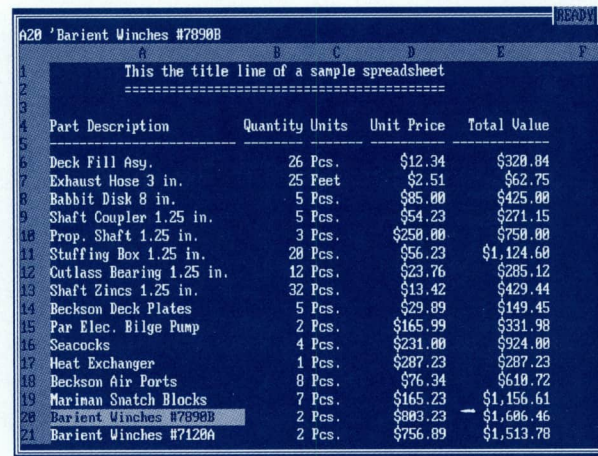 READY
A20 'Barient Winches #7890B
A B C D E F
1 This the title line of a sample spreadsheet
2 ===========================================
3
4 Part Description Quantity Units Unit Price Total Value
5 ----------------------------- -------- ----- ---------- -----------
6 Deck Fill Asy. 26 Pcs. $12.34 $320.84
7 Exhaust Hose 3 in. 25 Feet $2.51 $62.75
8 Babbit Disk 8 in. 5 Pcs. $85.00 $425.00
9 Shaft Coupler 1.25 in. 5 Pcs. $54.23 $271.15
10 Prop. Shaft 1.25 in. 3 Pcs. $250.00 $750.00
11 Stuffing Box 1.25 in. 20 Pcs. $56.23 $1,124.60
12 Cutlass Bearing 1.25 in. 12 Pcs. $23.76 $285.12
13 Shaft Zincs 1.25 in. 32 Pcs. $13.42 $429.44
14 Beckson Deck Plates 5 Pcs. $29.89 $149.45
15 Par Elec. Bilge Pump 2 Pcs. $165.99 $331.98
16 Seacocks 4 Pcs. $231.00 $924.00
17 Heat Exchanger 1 Pcs. $287.23 $287.23
18 Beckson Air Ports 8 Pcs. $76.34 $610.72
19 Mariman Snatch Blocks 7 Pcs. $165.23 $1,156.61
20 Barient Winches #7890B 2 Pcs. $803.23 $1,606.46
21 Barient Winches #7120A 2 Pcs. $756.89 $1,513.78